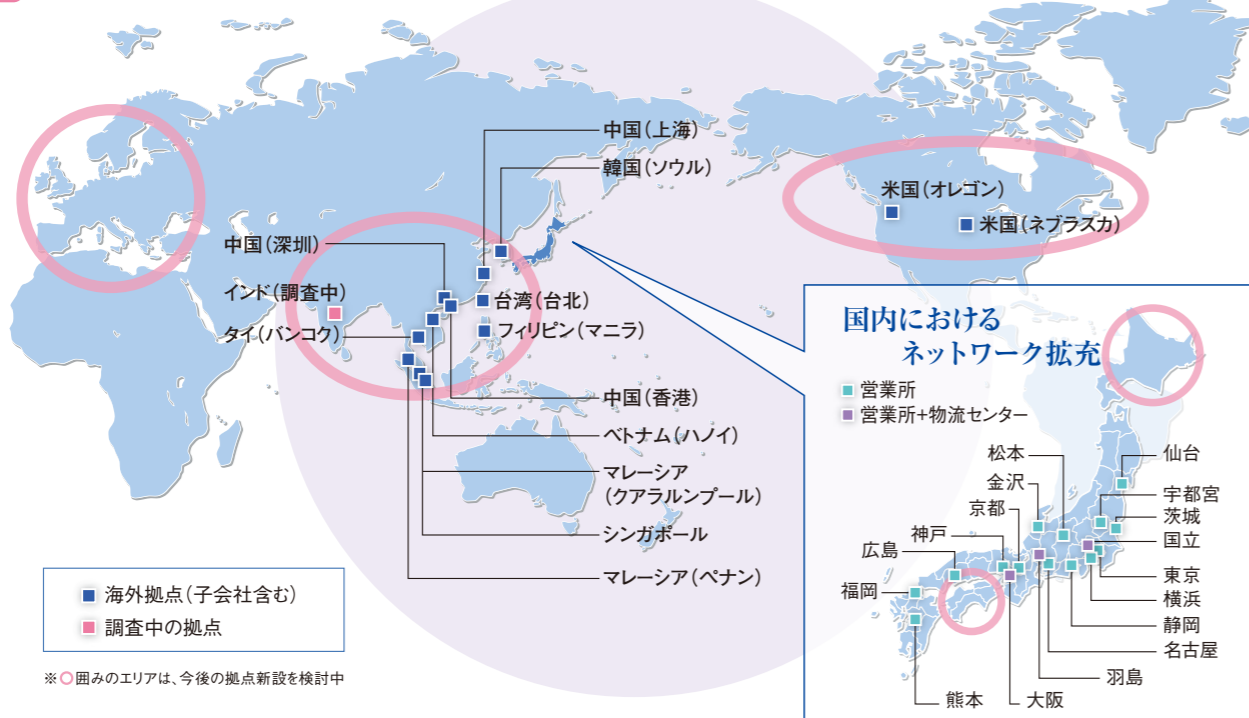 中国(上海)
韓国(ソウル)
中国(深圳)
インド(調査中)
タイ(バンコク)
台湾(台北)
フィリピン(マニラ)
中国(香港)
ベトナム(ハノイ)
マレーシア
(クアラルンプール)
シンガポール
マレーシア(ペナン)
米国(オレゴン)
米国(ネブラスカ)
海外拠点(子会社含む)
調査中の拠点
※○囲みのエリアは、今後の拠点新設を検討中
国内における
ネットワーク拡充
営業所
営業所+物流センター
松本
金沢
京都
神戸
広島
福岡
熊本
大阪
仙台
宇都宮
茨城
国立
東京
横浜
静岡
名古屋
羽島